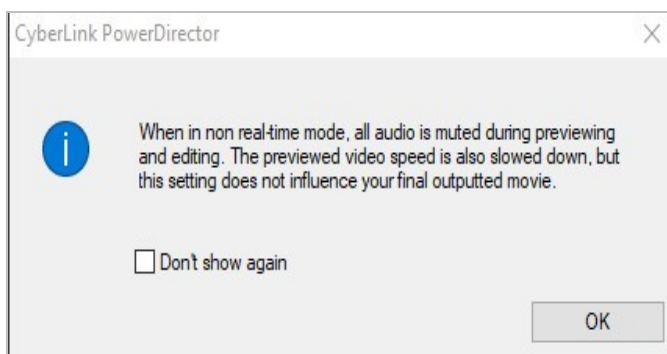 CyberLink PowerDirector
When in non real-time mode, all audio is muted during previewing
and editing. The previewed video speed is also slowed down, but
this setting does not influence your final outputted movie.
Don't show again
OK